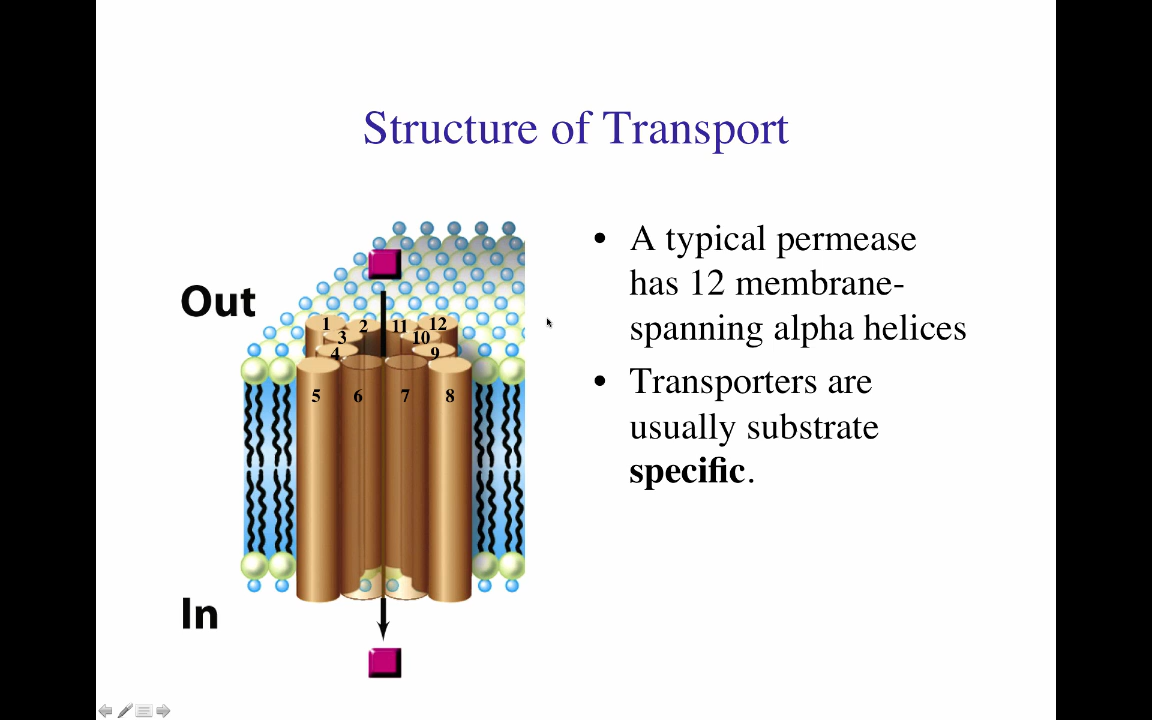 Structure of Transport
Out
1 2 11 12
3 10
4 9
5 6 7 8
In
• A typical permease
has 12 membrane-
spanning alpha helices
• Transporters are
usually substrate
specific.